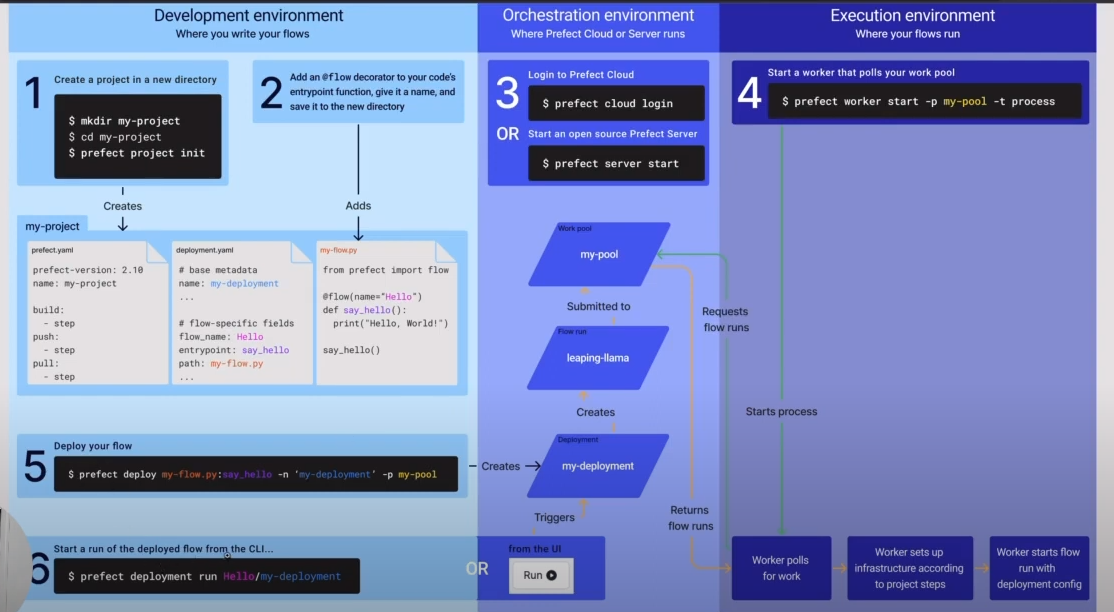 Development environment
Where you write your flows
Orchestration environment
Where Prefect Cloud or Server runs
Execution environment
Where your flows run
1
Create a project in a new directory
$ mkdir my-project
$ cd my-project
$ prefect project init
2
Add an @flow decorator to your code's
entrypoint function, give it a name, and
save it to the new directory
3
Login to Prefect Cloud
$ prefect cloud login
OR
Start an open source Prefect Server
$ prefect server start
4
Start a worker that polls your work pool
$ prefect worker start -p my-pool -t process
Creates
Adds
my-project
prefect.yaml
prefect-version: 2.10
name: my-project
build:
- step
push:
- step
pull:
- step
deployment.yaml
# base metadata
name: my-deployment
...
# flow-specific fields
flow_name: Hello
entrypoint: say_hello
path: my-flow.py
...
my-flow.py
from prefect import flow
@flow(name="Hello")
def say_hello():
print("Hello, World!")
say_hello()
Work pool
my-pool
Submitted to
Flow run
leaping-llama
Creates
Deployment
my-deployment
Triggers
Requests
flow runs
Returns
flow runs
Starts process
5
Deploy your flow
$ prefect deploy my-flow.py:say_hello -n 'my-deployment' -p my-pool
Creates
6
Start a run of the deployed flow from the CLI...
$ prefect deployment run Hello/my-deployment
OR
from the UI
Run
Worker polls
for work
Worker sets up
infrastructure according
to project steps
Worker starts flow
run with
deployment config